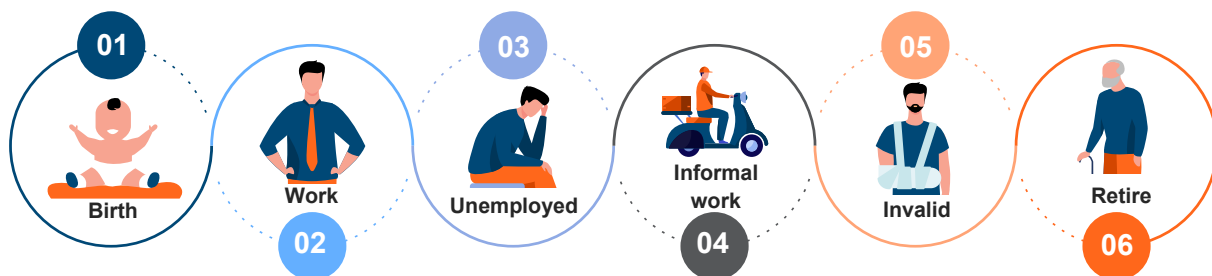 01
Birth
Work
02
03
Unemployed
Informal
work
04
05
Invalid
Retire
06